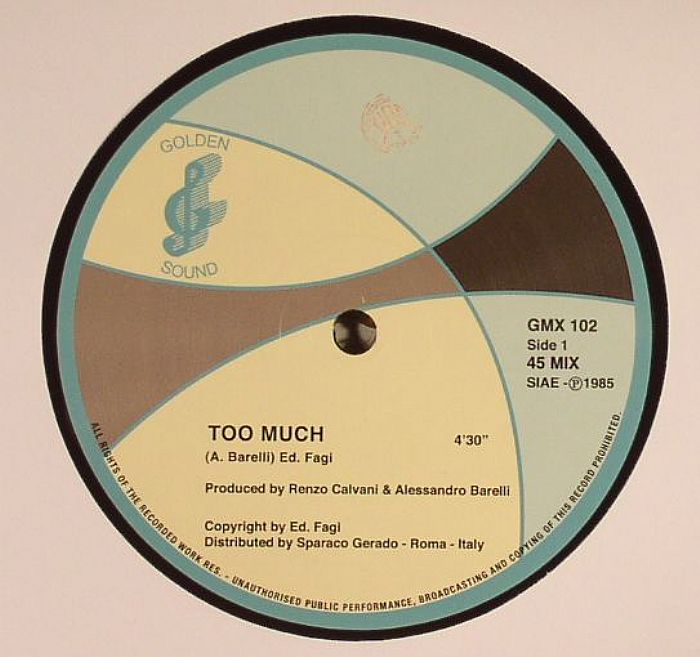 GOLDEN
SOUND
GMX 102
Side 1
45 MIX
SIAE - Ⓟ 1985
TOO MUCH 4'30"
(A. Barelli) Ed. Fagi
Produced by Renzo Calvani & Alessandro Barelli
Copyright by Ed. Fagi
Distributed by Sparaco Gerado - Roma - Italy
ALL RIGHTS OF THE RECORDED WORK RES. - UNAUTHORISED PUBLIC PERFORMANCE, BROADCASTING AND COPYING OF THIS RECORD PROHIBITED.